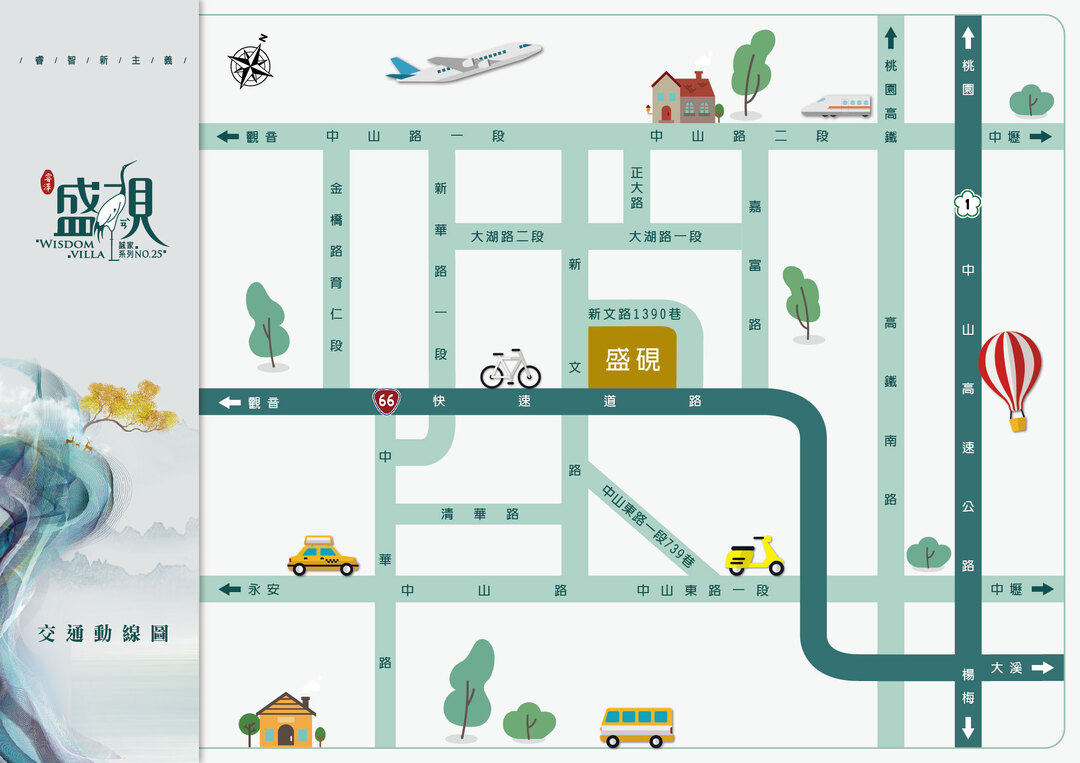 / 睿 / 智 / 新 / 主 / 義 /
睿澤
盛硯
WISDOM
VILLA
誠家
系列NO.25
交通動線圖
N
桃園高鐵
桃園
觀音
中山路一段
中山路二段
中壢
金橋路育仁段
新華路一段
正大路
嘉富路
大湖路二段
大湖路一段
1
新文路
新文路1390巷
盛硯
中山高速公路
高鐵南路
觀音
66
快速道路
中華路
清華路
中山東路一段739巷
永安
中山路
中山東路一段
中壢
大溪
楊梅